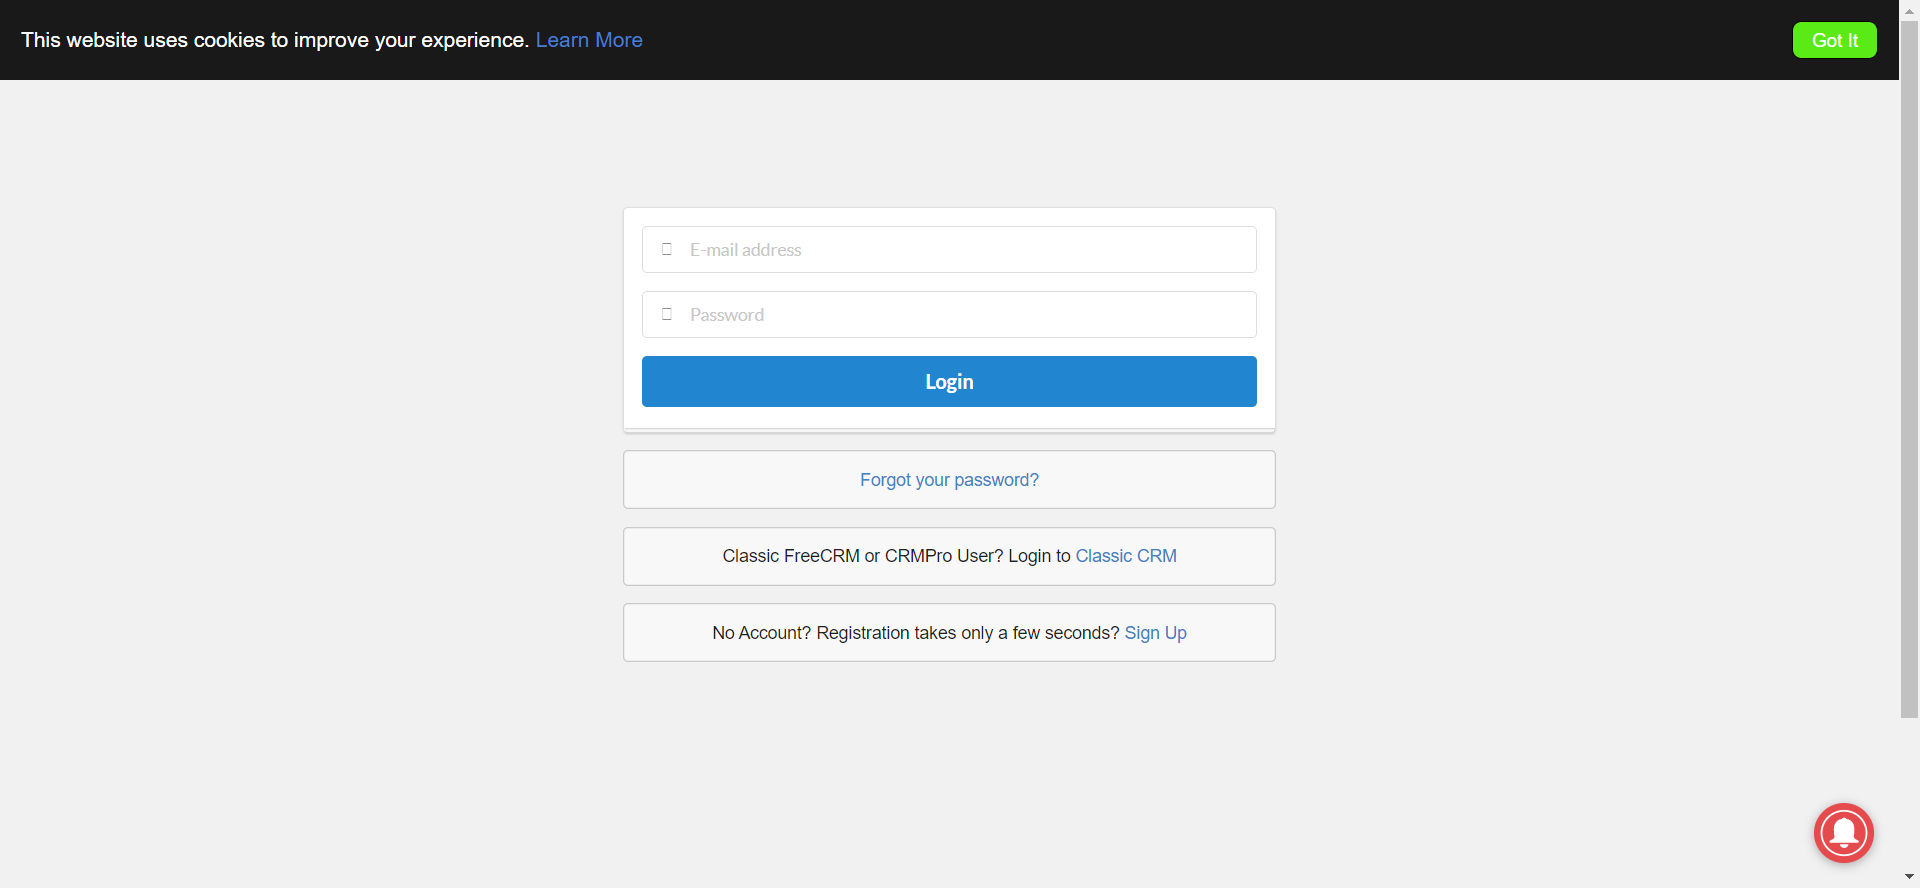 This website uses cookies to improve your experience. Learn More
Got It
E-mail address
Password
Login
Forgot your password?
Classic FreeCRM or CRMPro User? Login to Classic CRM
No Account? Registration takes only a few seconds? Sign Up